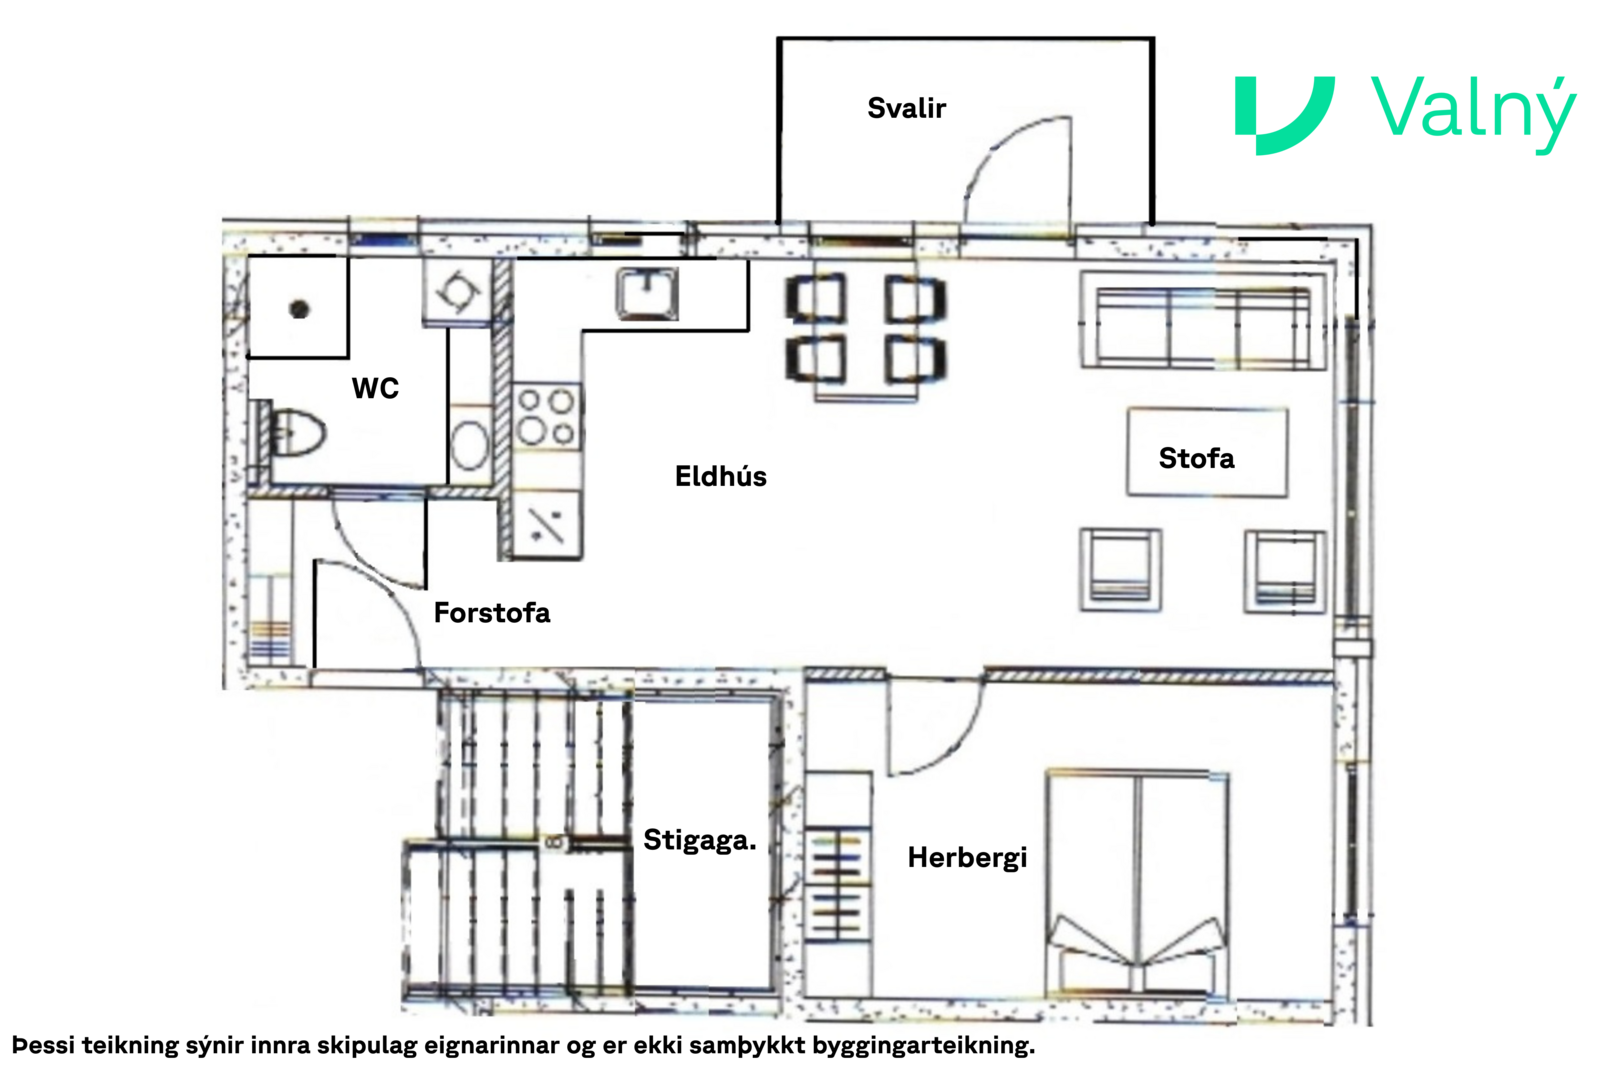 Svalir
Valný
WC
Eldhús
Stofa
Forstofa
Stigaga.
8
Herbergi
Þessi teikning sýnir innra skipulag eignarinnar og er ekki samþykkt byggingarteikning.